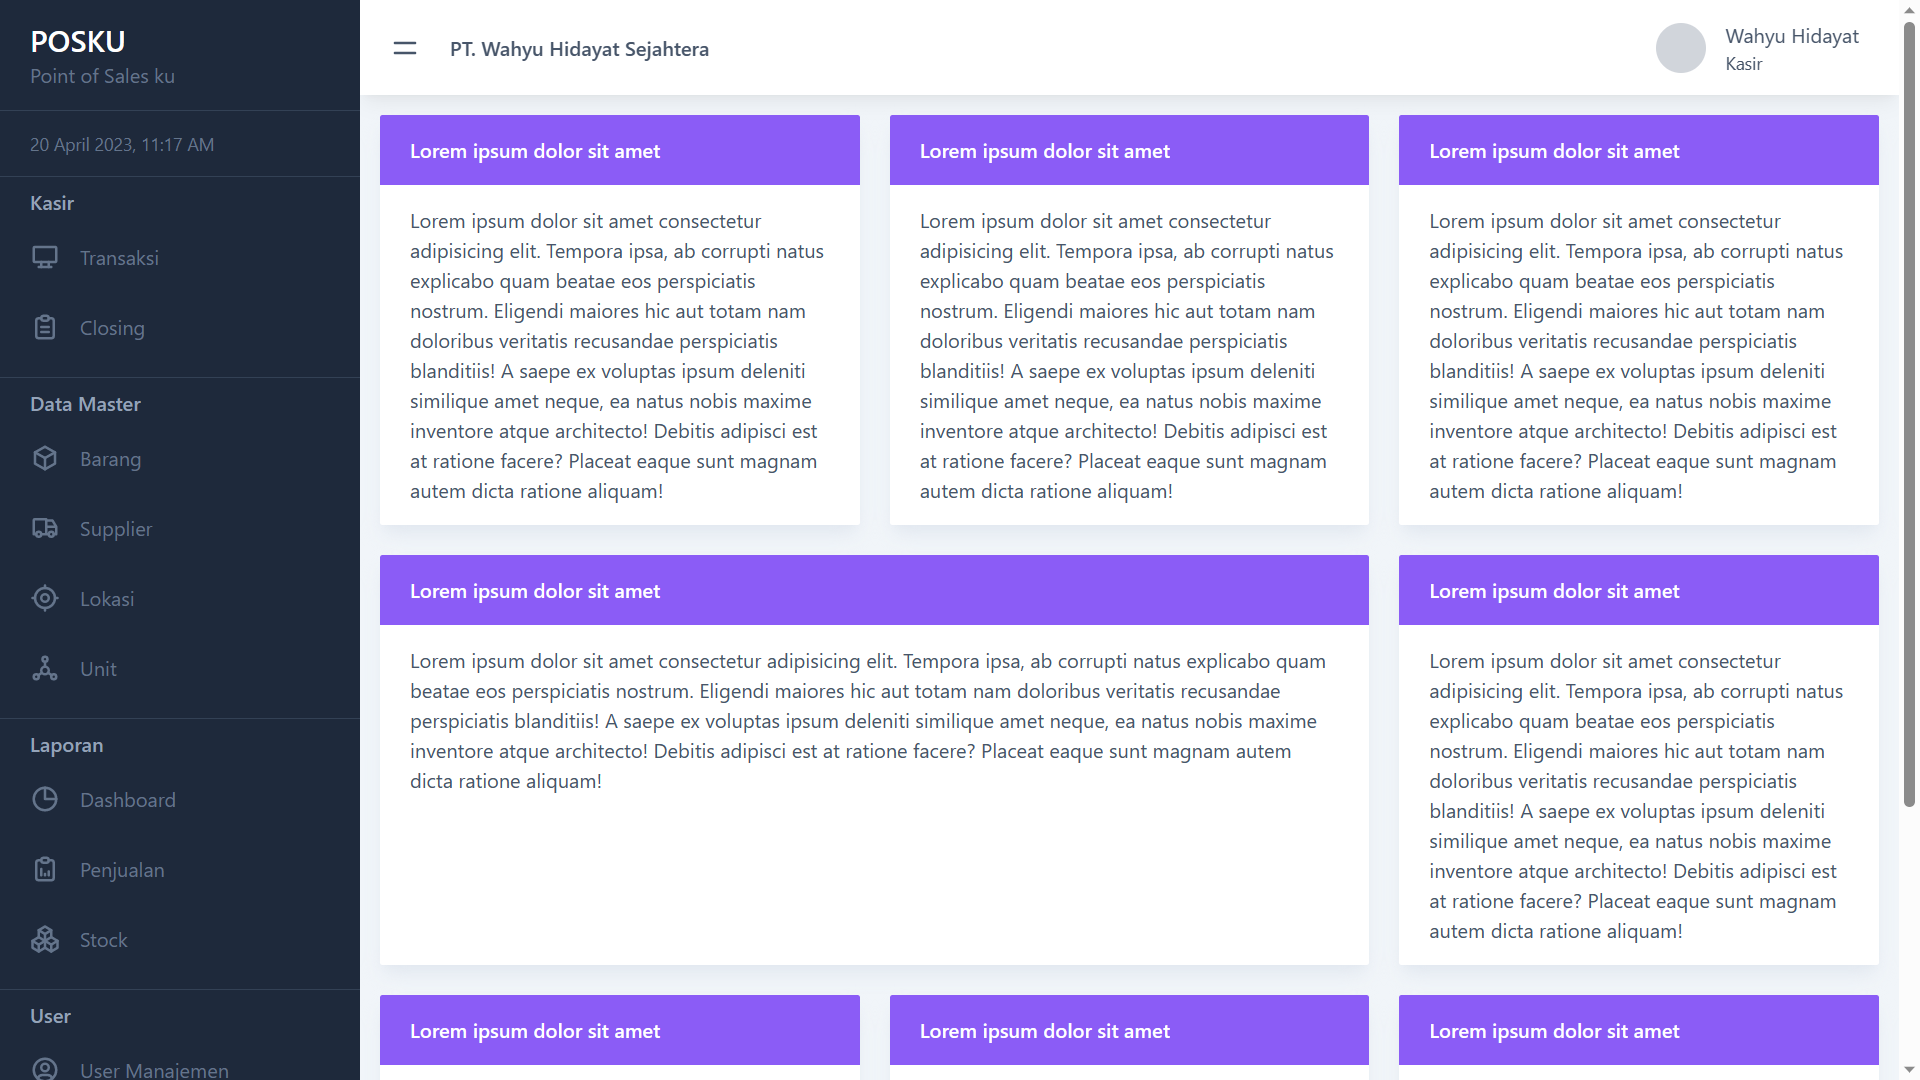 POSKU
Point of Sales ku
20 April 2023, 11:17 AM
Kasir
Transaksi
Closing
Data Master
Barang
Supplier
Lokasi
Unit
Laporan
Dashboard
Penjualan
Stock
User
User Manajemen
PT. Wahyu Hidayat Sejahtera
Wahyu Hidayat
Kasir
Lorem ipsum dolor sit amet
Lorem ipsum dolor sit amet consectetur
adipisicing elit. Tempora ipsa, ab corrupti natus
explicabo quam beatae eos perspiciatis
nostrum. Eligendi maiores hic aut totam nam
doloribus veritatis recusandae perspiciatis
blanditiis! A saepe ex voluptas ipsum deleniti
similique amet neque, ea natus nobis maxime
inventore atque architecto! Debitis adipisci est
at ratione facere? Placeat eaque sunt magnam
autem dicta ratione aliquam!
Lorem ipsum dolor sit amet
Lorem ipsum dolor sit amet consectetur
adipisicing elit. Tempora ipsa, ab corrupti natus
explicabo quam beatae eos perspiciatis
nostrum. Eligendi maiores hic aut totam nam
doloribus veritatis recusandae perspiciatis
blanditiis! A saepe ex voluptas ipsum deleniti
similique amet neque, ea natus nobis maxime
inventore atque architecto! Debitis adipisci est
at ratione facere? Placeat eaque sunt magnam
autem dicta ratione aliquam!
Lorem ipsum dolor sit amet
Lorem ipsum dolor sit amet consectetur
adipisicing elit. Tempora ipsa, ab corrupti natus
explicabo quam beatae eos perspiciatis
nostrum. Eligendi maiores hic aut totam nam
doloribus veritatis recusandae perspiciatis
blanditiis! A saepe ex voluptas ipsum deleniti
similique amet neque, ea natus nobis maxime
inventore atque architecto! Debitis adipisci est
at ratione facere? Placeat eaque sunt magnam
autem dicta ratione aliquam!
Lorem ipsum dolor sit amet
Lorem ipsum dolor sit amet consectetur adipisicing elit. Tempora ipsa, ab corrupti natus explicabo quam
beatae eos perspiciatis nostrum. Eligendi maiores hic aut totam nam doloribus veritatis recusandae
perspiciatis blanditiis! A saepe ex voluptas ipsum deleniti similique amet neque, ea natus nobis maxime
inventore atque architecto! Debitis adipisci est at ratione facere? Placeat eaque sunt magnam autem
dicta ratione aliquam!
Lorem ipsum dolor sit amet
Lorem ipsum dolor sit amet consectetur
adipisicing elit. Tempora ipsa, ab corrupti natus
explicabo quam beatae eos perspiciatis
nostrum. Eligendi maiores hic aut totam nam
doloribus veritatis recusandae perspiciatis
blanditiis! A saepe ex voluptas ipsum deleniti
similique amet neque, ea natus nobis maxime
inventore atque architecto! Debitis adipisci est
at ratione facere? Placeat eaque sunt magnam
autem dicta ratione aliquam!
Lorem ipsum dolor sit amet
Lorem ipsum dolor sit amet
Lorem ipsum dolor sit amet